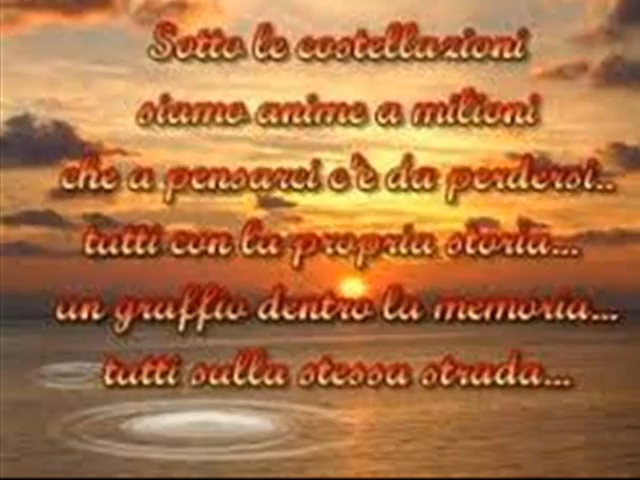 Sotto le costellazioni
siamo anime a milioni
che a pensarci c'è da perdersi..
tutti con la propria storia...
un graffio dentro la memoria...
tutti sulla stessa strada...